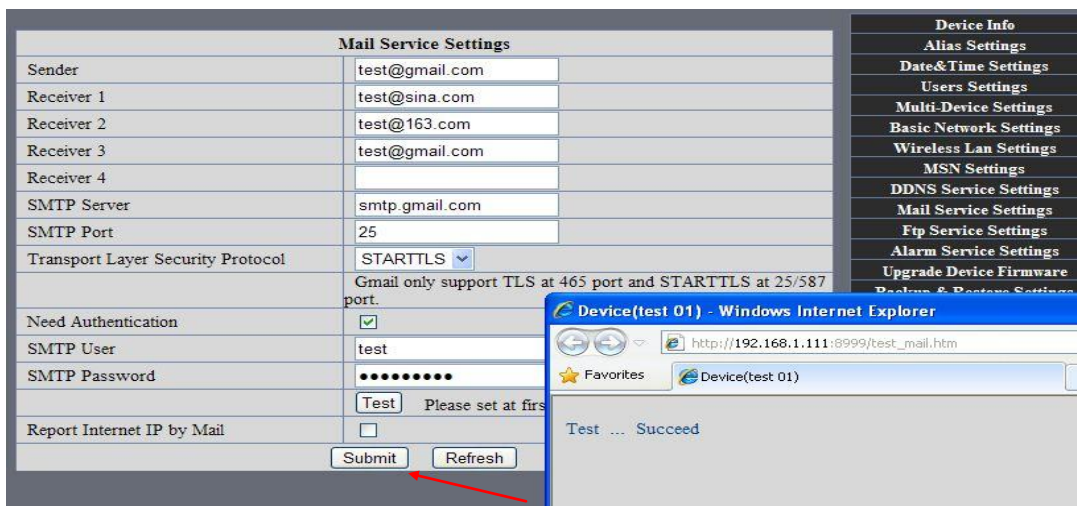 Mail Service Settings
Sender test@gmail.com
Receiver 1 test@sina.com
Receiver 2 test@163.com
Receiver 3 test@gmail.com
Receiver 4
SMTP Server smtp.gmail.com
SMTP Port 25
Transport Layer Security Protocol STARTTLS
Gmail only support TLS at 465 port and STARTTLS at 25/587
port.
Need Authentication
SMTP User test
SMTP Password ●●●●●●●●●
Test Please set at firs
Report Internet IP by Mail
Submit Refresh
Device Info
Alias Settings
Date&Time Settings
Users Settings
Multi-Device Settings
Basic Network Settings
Wireless Lan Settings
MSN Settings
DDNS Service Settings
Mail Service Settings
Ftp Service Settings
Alarm Service Settings
Upgrade Device Firmware
Backup & Restore Settings
Device(test 01) - Windows Internet Explorer
http://192.168.1.111:8999/test_mail.htm
Favorites Device(test 01)
Test ... Succeed